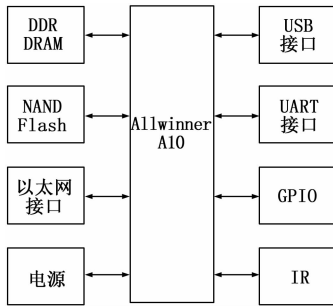 DDR
DRAM
NAND
Flash
以太网
接口
电源
Allwinner
A10
USB
接口
UART
接口
GPIO
IR